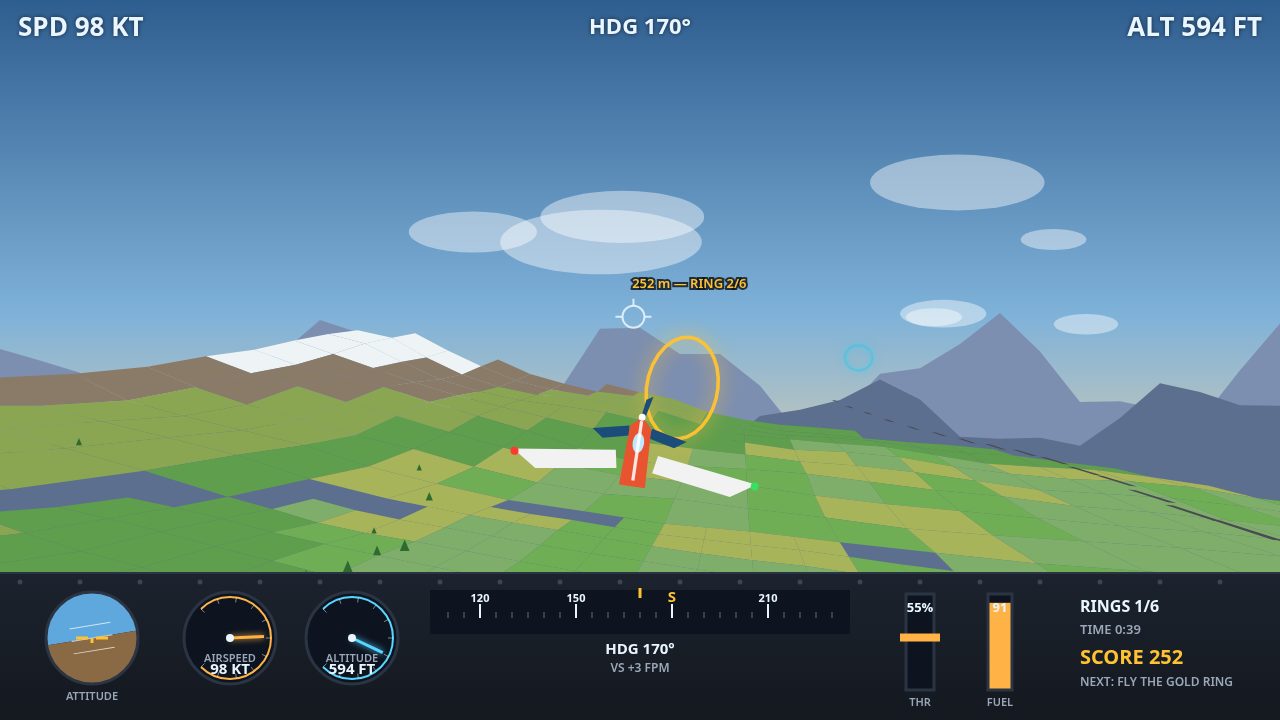 SPD 98 KT
HDG 170°
ALT 594 FT
252 m — RING 2/6
ATTITUDE
AIRSPEED
98 KT
ALTITUDE
594 FT
120 150 S 210
HDG 170°
VS +3 FPM
55%
THR
91
FUEL
RINGS 1/6
TIME 0:39
SCORE 252
NEXT: FLY THE GOLD RING